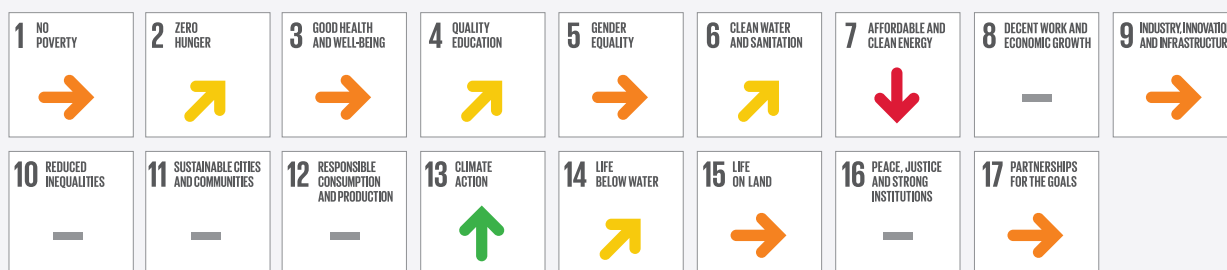 1 NO POVERTY
2 ZERO HUNGER
3 GOOD HEALTH AND WELL-BEING
4 QUALITY EDUCATION
5 GENDER EQUALITY
6 CLEAN WATER AND SANITATION
7 AFFORDABLE AND CLEAN ENERGY
8 DECENT WORK AND ECONOMIC GROWTH
9 INDUSTRY, INNOVATIO AND INFRASTRUCTUR
10 REDUCED INEQUALITIES
11 SUSTAINABLE CITIES AND COMMUNITIES
12 RESPONSIBLE CONSUMPTION AND PRODUCTION
13 CLIMATE ACTION
14 LIFE BELOW WATER
15 LIFE ON LAND
16 PEACE, JUSTICE AND STRONG INSTITUTIONS
17 PARTNERSHIPS FOR THE GOALS